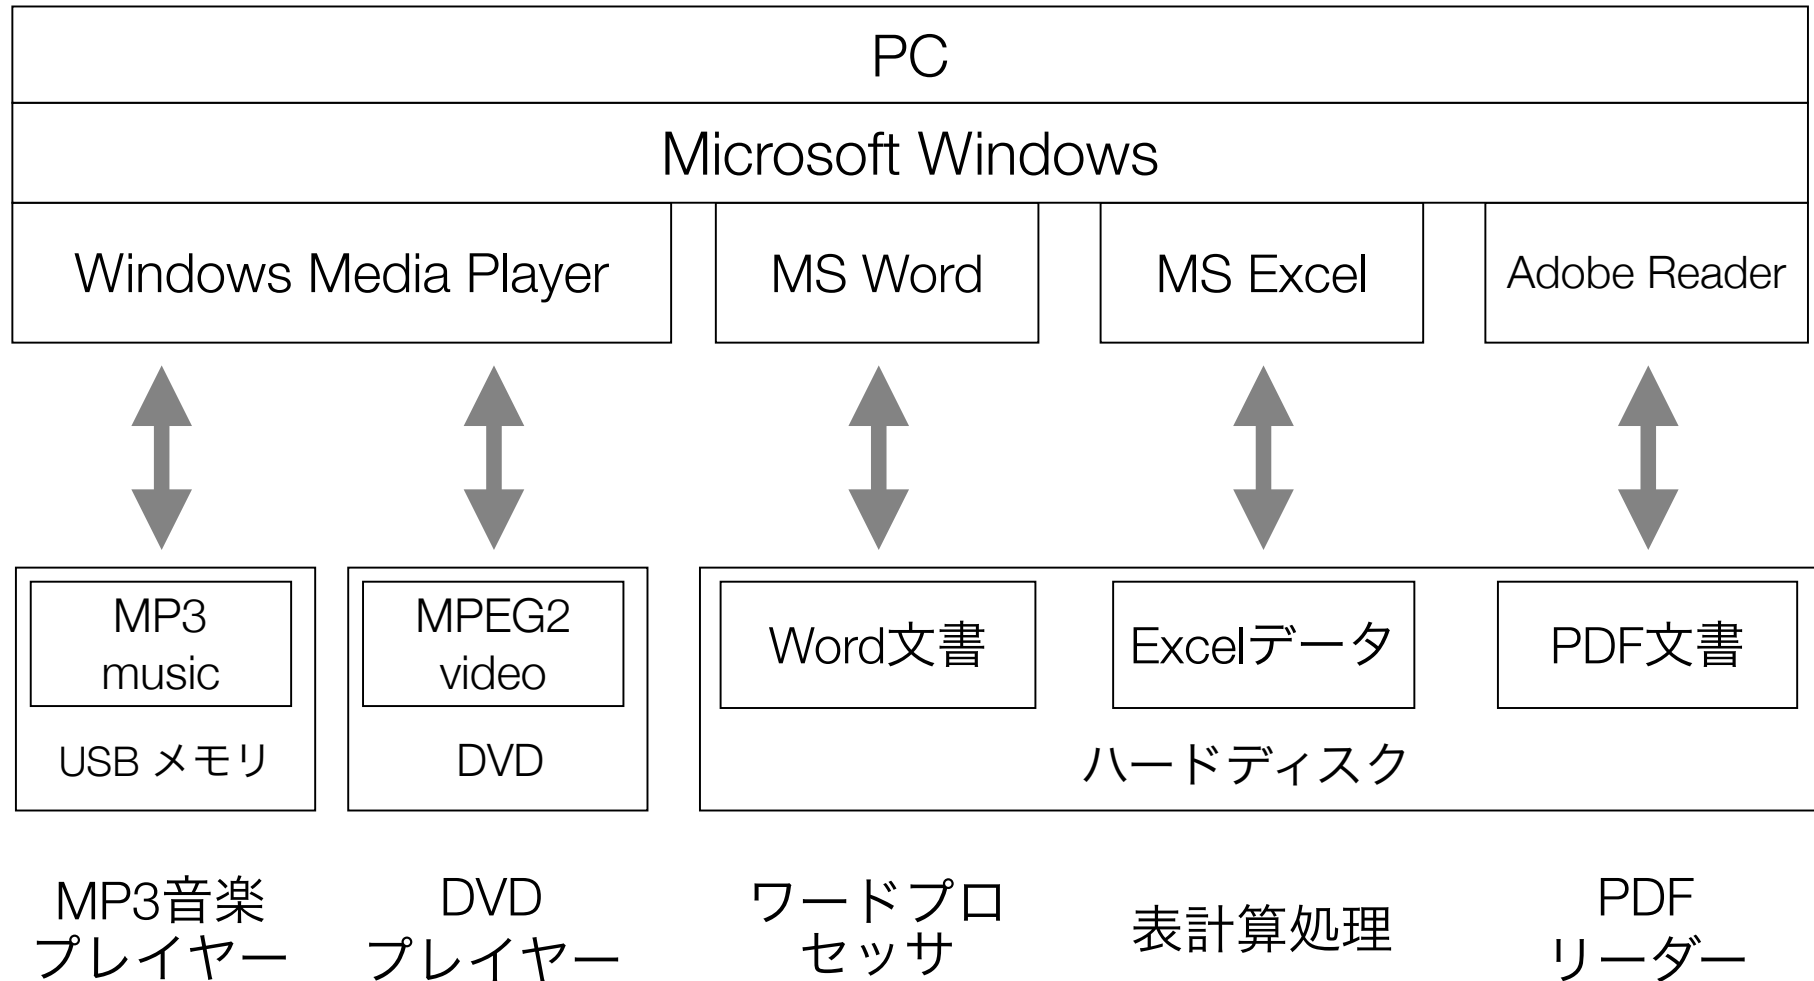 PC
Microsoft Windows
Windows Media Player
MS Word
MS Excel
Adobe Reader
MP3
music
USB メモリ
MPEG2
video
DVD
Word文書
Excelデータ
PDF文書
ハードディスク
MP3音楽
プレイヤー
DVD
プレイヤー
ワードプロ
セッサ
表計算処理
PDF
リーダー